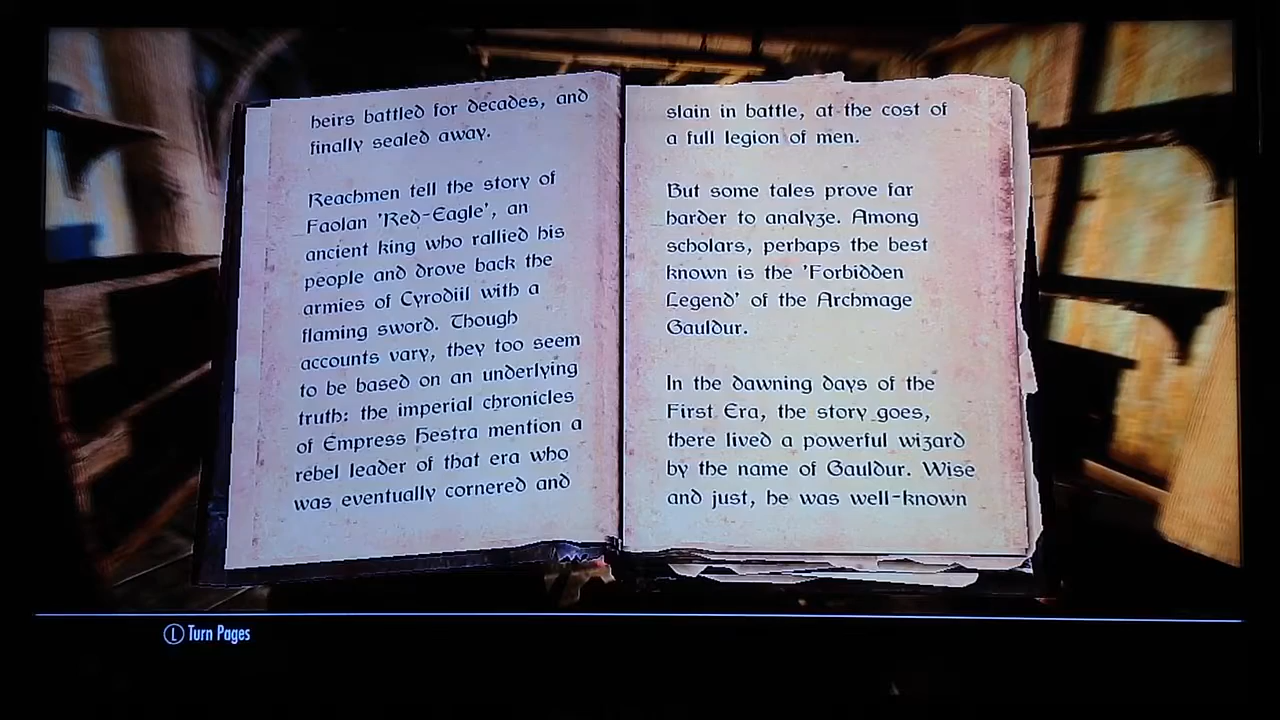 heirs battled for decades, and
finally sealed away.
Reachmen tell the story of
Faolan 'Red-Eagle', an
ancient king who rallied his
people and drove back the
armies of Cyrodiil with a
flaming sword. Though
accounts vary, they too seem
to be based on an underlying
truth: the imperial chronicles
of Empress Hestra mention a
rebel leader of that era who
was eventually cornered and
slain in battle, at the cost of
a full legion of men.
But some tales prove far
harder to analyze. Among
scholars, perhaps the best
known is the 'Forbidden
Legend' of the Archmage
Gauldur.
In the dawning days of the
First Era, the story goes,
there lived a powerful wizard
by the name of Gauldur. Wise
and just, he was well-known
L Turn Pages